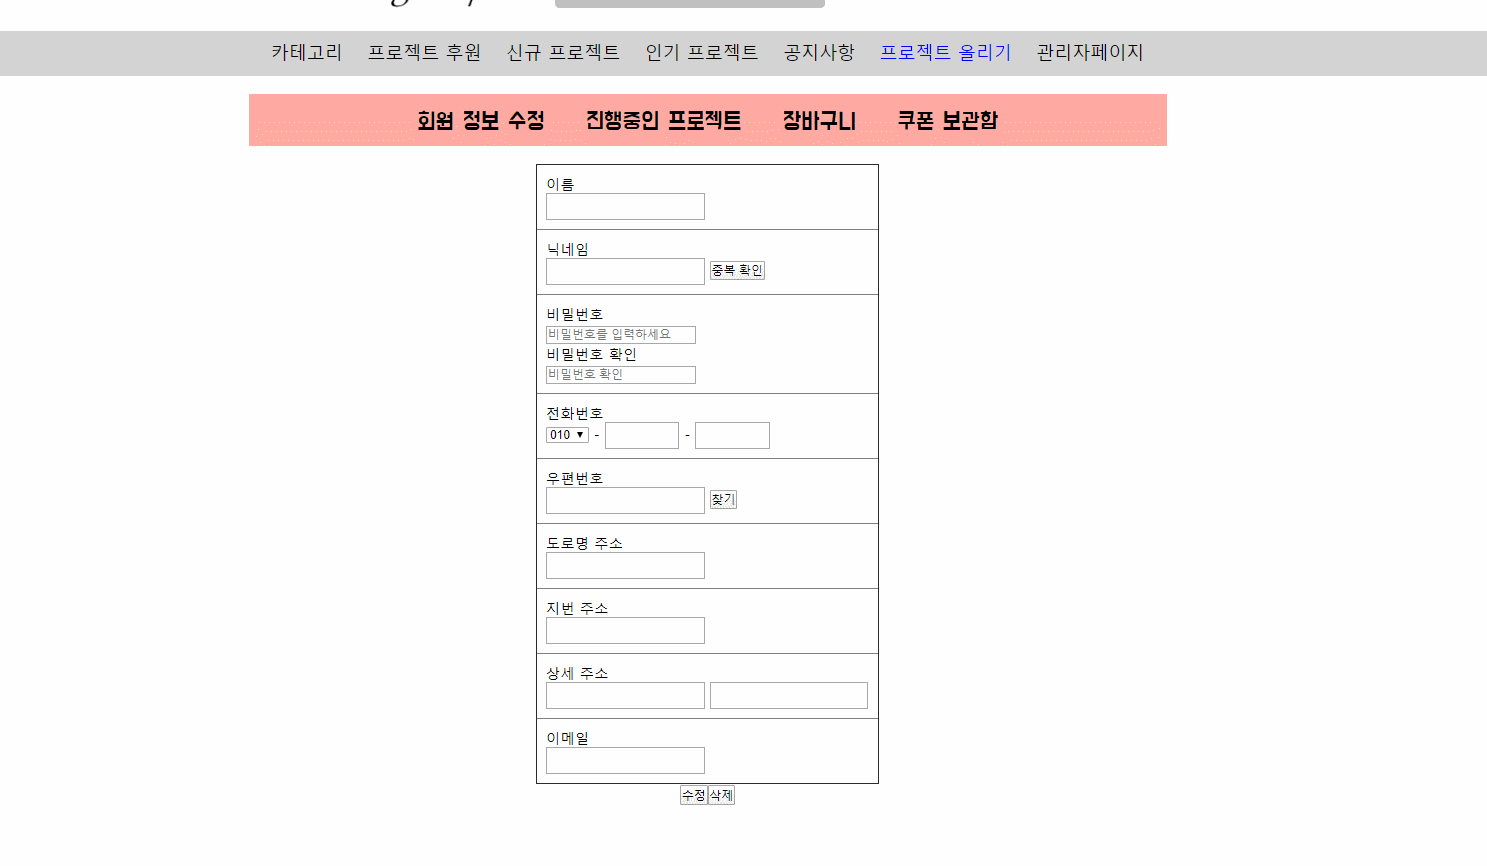 카테고리 프로젝트 후원 신규 프로젝트 인기 프로젝트 공지사항 프로젝트 올리기 관리자페이지
회원 정보 수정 진행중인 프로젝트 장바구니 쿠폰 보관함
이름
닉네임
중복 확인
비밀번호
비밀번호를 입력하세요
비밀번호 확인
비밀번호 확인
전화번호
010 - -
우편번호
찾기
도로명 주소
지번 주소
상세 주소
이메일
수정 삭제